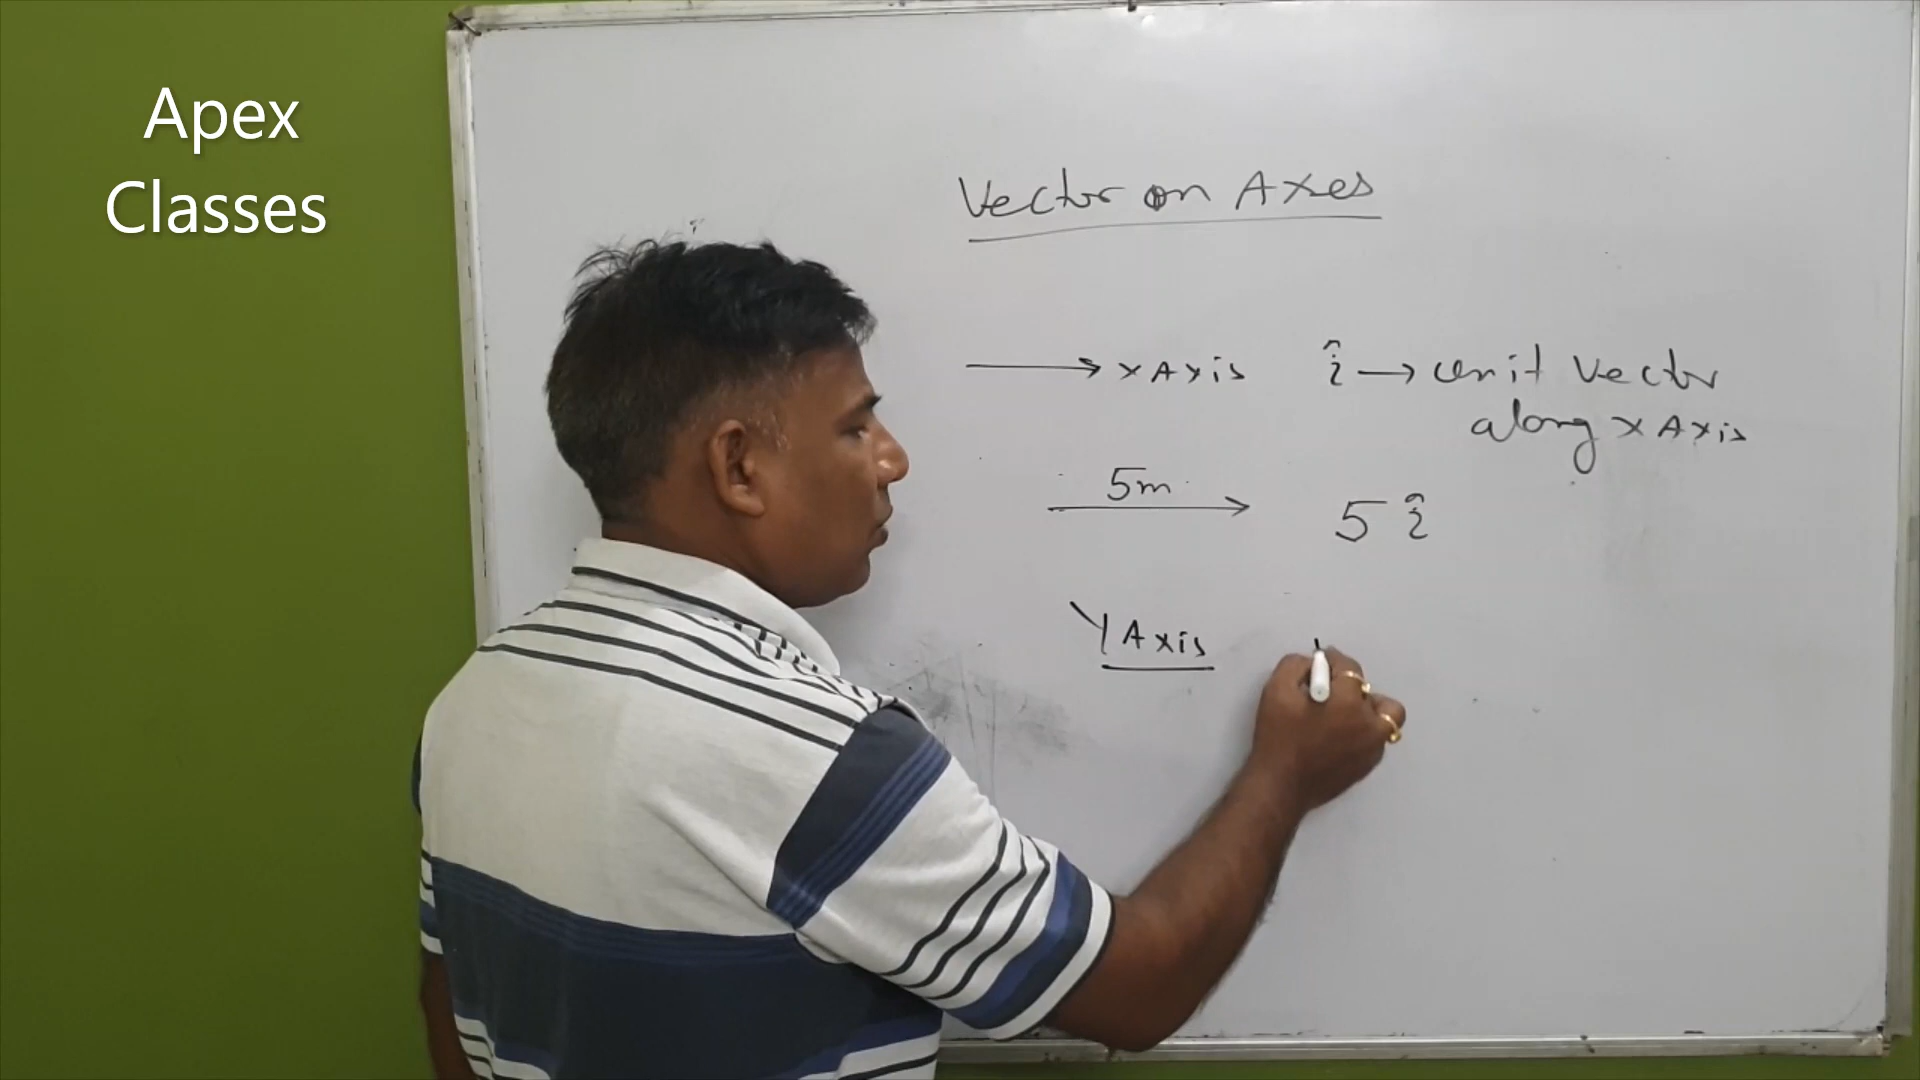 Apex
Classes
Vector on Axes
→ x Axis î → unit Vector
along x Axis
5m 5 î
Y Axis